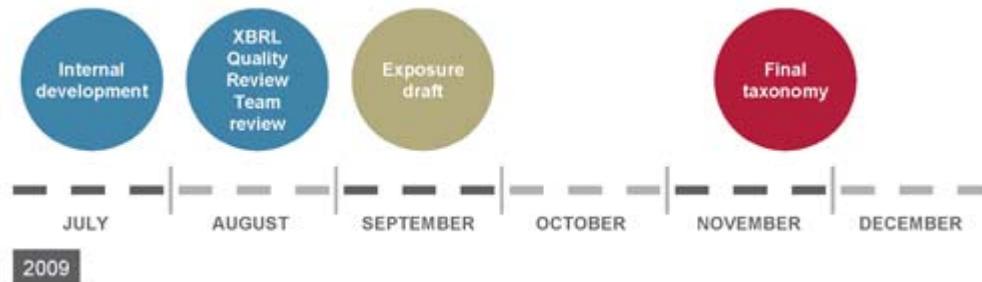 Internal
development
XBRL
Quality
Review
Team
review
Exposure
draft
Final
taxonomy
JULY
AUGUST
SEPTEMBER
OCTOBER
NOVEMBER
DECEMBER
2009